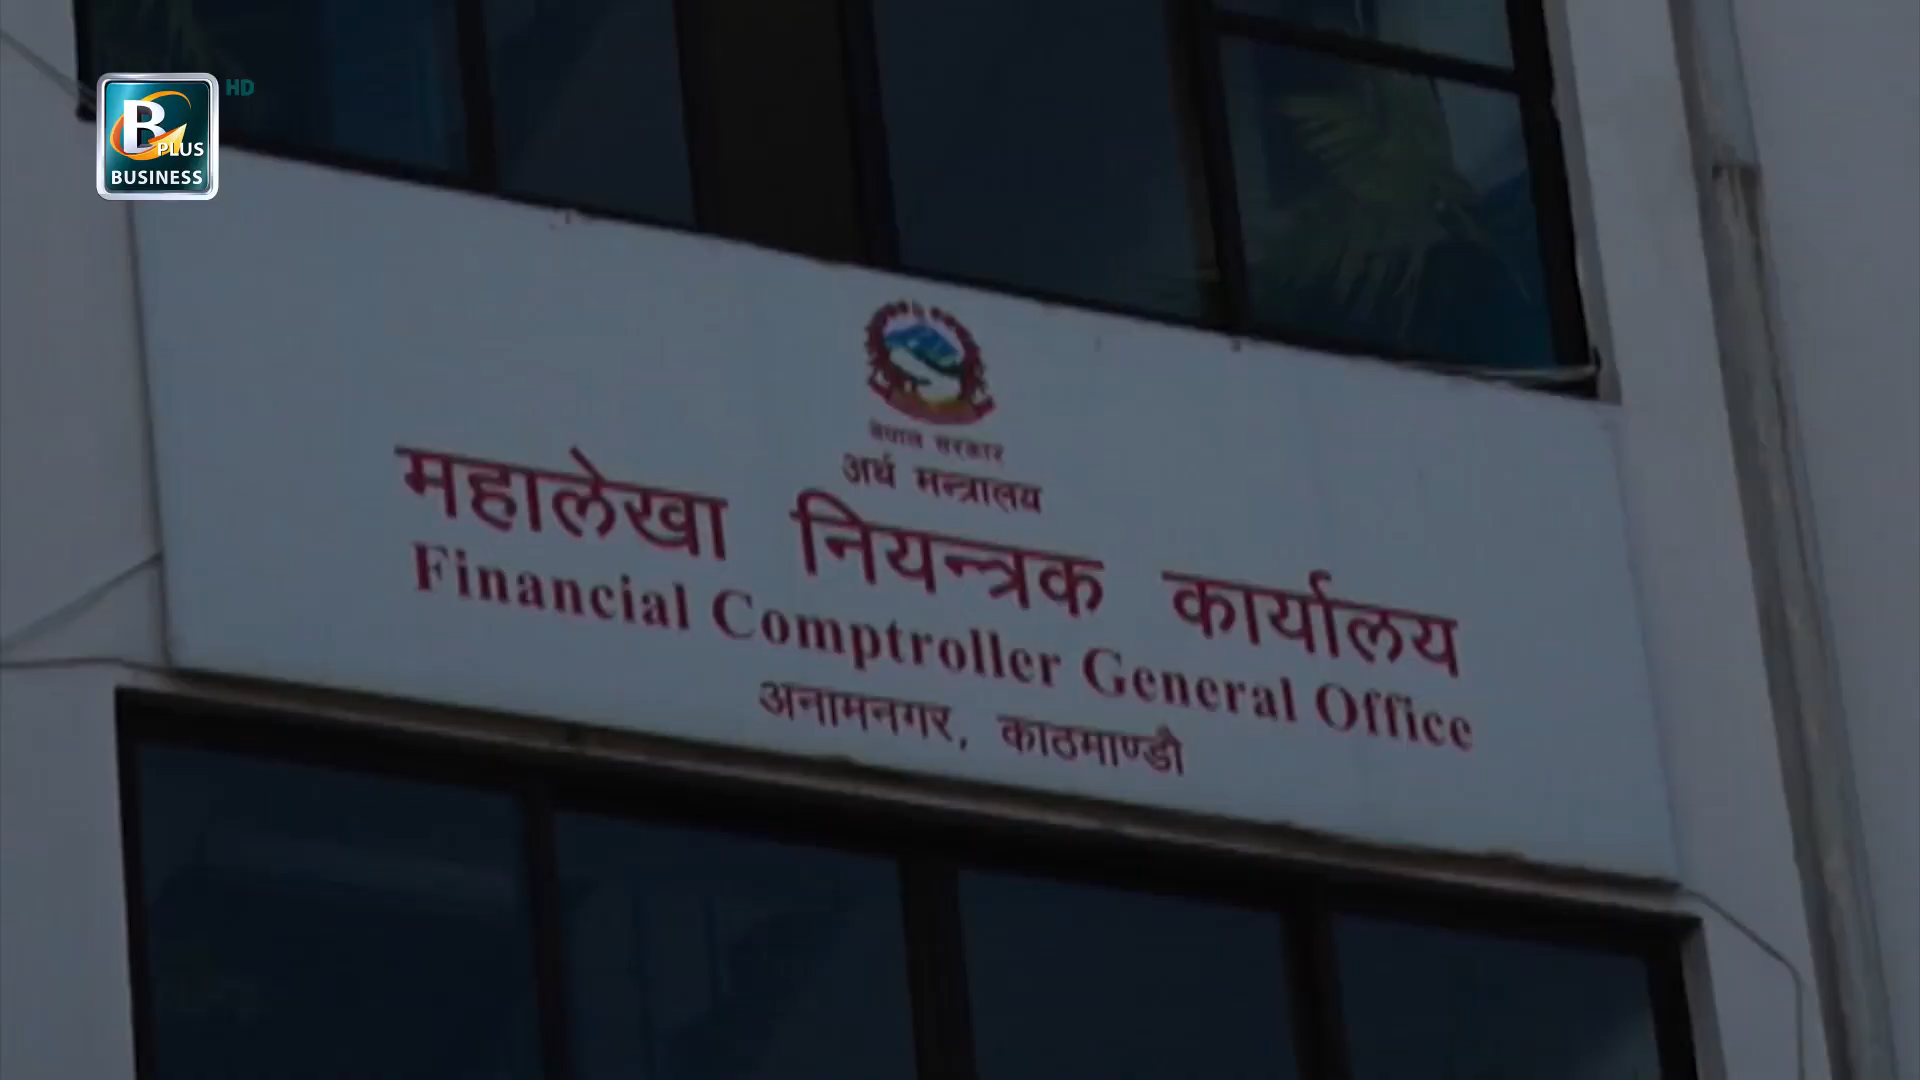 B PLUS
BUSINESS
HD
नेपाल सरकार
अर्थ मन्त्रालय
महालेखा नियन्त्रक कार्यालय
Financial Comptroller General Office
अनामनगर, काठमाण्डौ